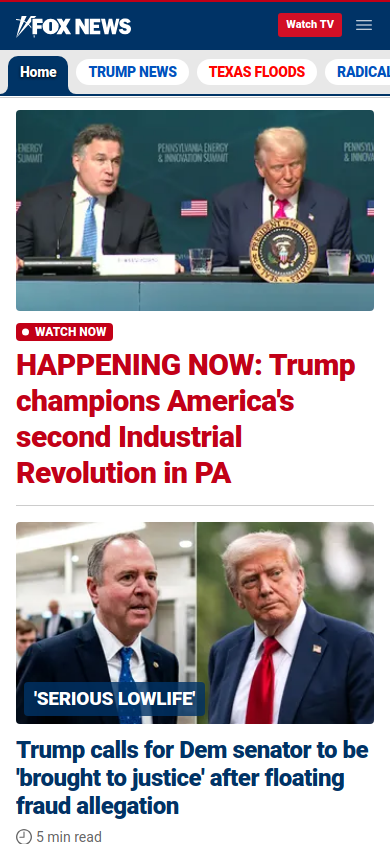 FOX NEWS
Watch TV
Home
TRUMP NEWS
TEXAS FLOODS
RADICAL
ENERGY
SUMMIT
PENNSYLVANIA ENERGY
& INNOVATION SUMMIT
WATCH NOW
HAPPENING NOW: Trump
champions America's
second Industrial
Revolution in PA
'SERIOUS LOWLIFE'
Trump calls for Dem senator to be
'brought to justice' after floating
fraud allegation
5 min read